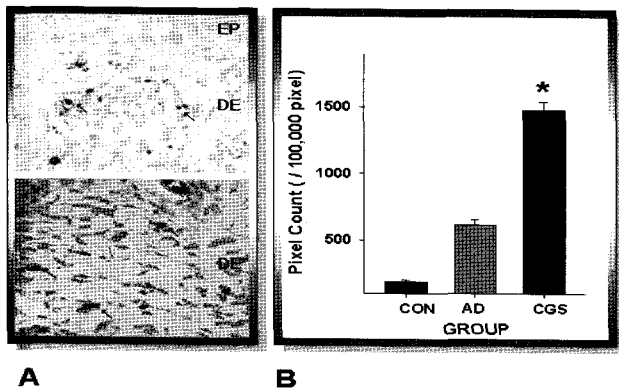 EP
DE
DE
A
Pixel Count ( / 100,000 pixel)
1500
1000
500
*
CON AD CGS
GROUP
B